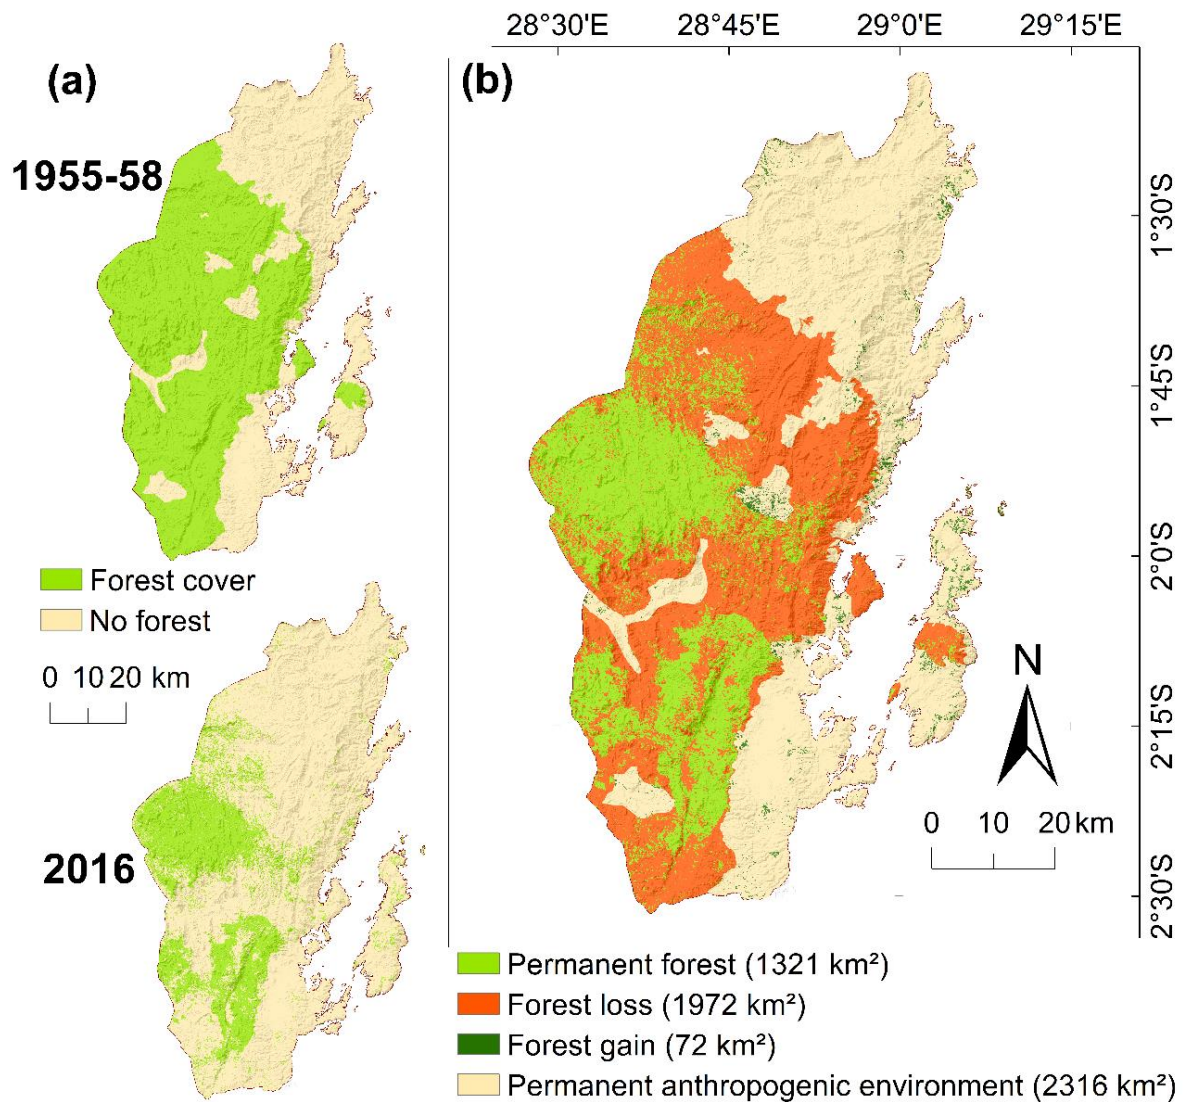 (a)
1955-58
Forest cover
No forest
0 10 20 km
2016
28°30'E 28°45'E 29°0'E 29°15'E
(b)
1°30'S
1°45'S
2°0'S
2°15'S
2°30'S
N
0 10 20 km
Permanent forest (1321 km²)
Forest loss (1972 km²)
Forest gain (72 km²)
Permanent anthropogenic environment (2316 km²)